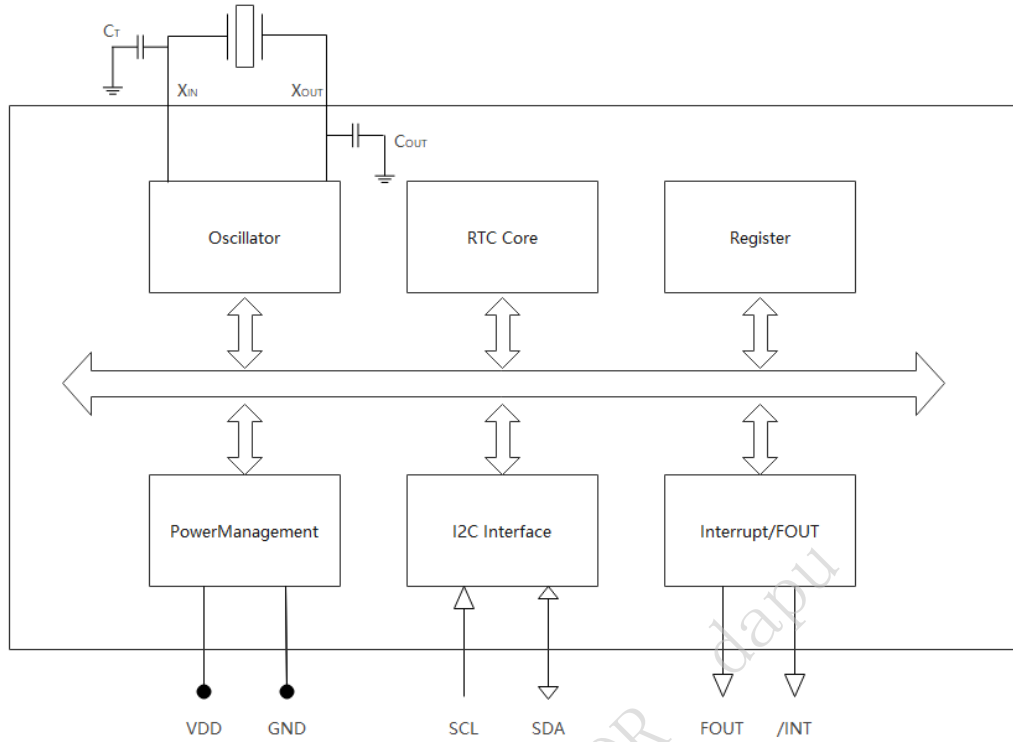 CT
XIN XOUT
COUT
Oscillator RTC Core Register
PowerManagement I2C Interface Interrupt/FOUT
dapu
OR
VDD GND SCL SDA FOUT /INT